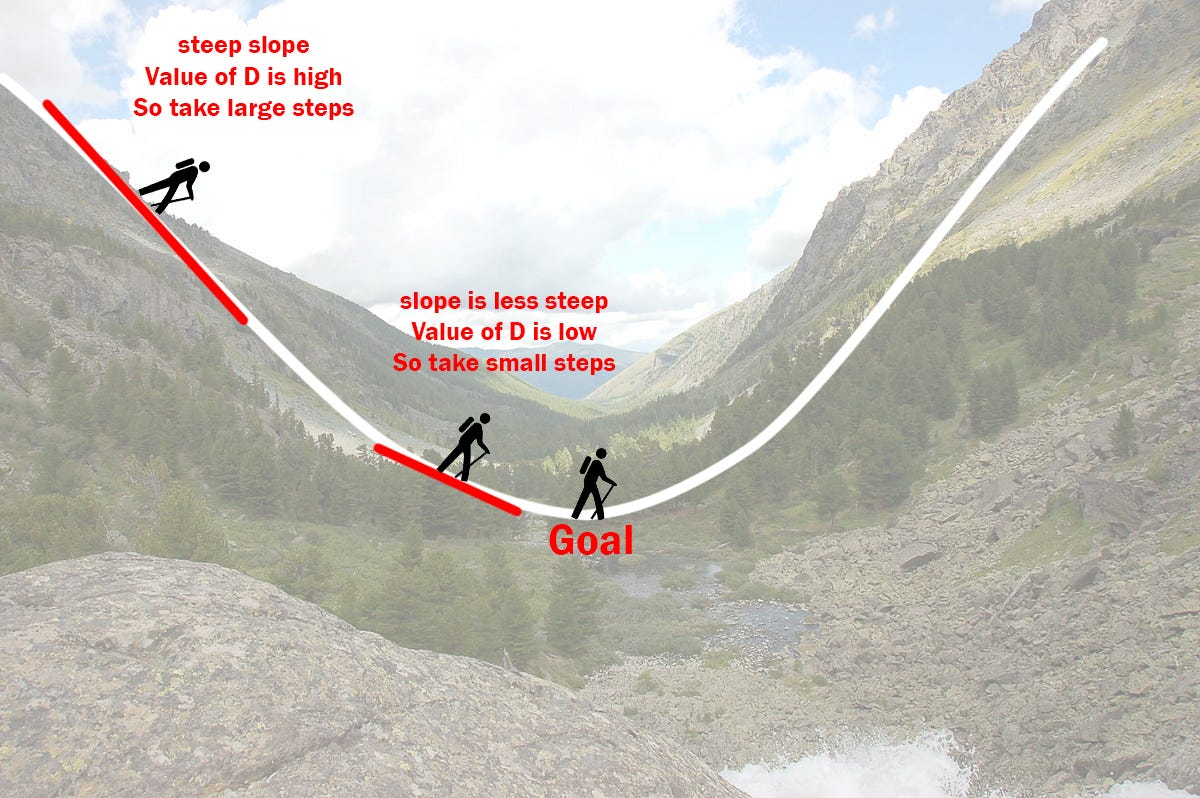 steep slope
Value of D is high
So take large steps
slope is less steep
Value of D is low
So take small steps
Goal